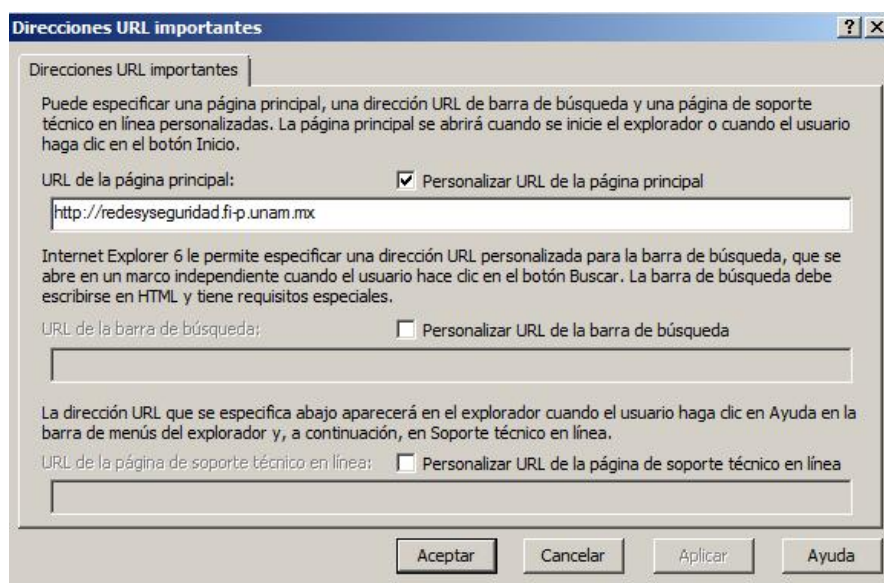 Direcciones URL importantes
Direcciones URL importantes
Puede especificar una página principal, una dirección URL de barra de búsqueda y una página de soporte
técnico en línea personalizadas. La página principal se abrirá cuando se inicie el explorador o cuando el usuario
haga clic en el botón Inicio.
URL de la página principal: Personalizar URL de la página principal
http://redesyseguridad.fi-p.unam.mx
Internet Explorer 6 le permite especificar una dirección URL personalizada para la barra de búsqueda, que se
abre en un marco independiente cuando el usuario hace clic en el botón Buscar. La barra de búsqueda debe
escribirse en HTML y tiene requisitos especiales.
URL de la barra de búsqueda: Personalizar URL de la barra de búsqueda
La dirección URL que se especifica abajo aparecerá en el explorador cuando el usuario haga clic en Ayuda en la
barra de menús del explorador y, a continuación, en Soporte técnico en línea.
URL de la página de soporte técnico en línea: Personalizar URL de la página de soporte técnico en línea
Aceptar Cancelar Aplicar Ayuda